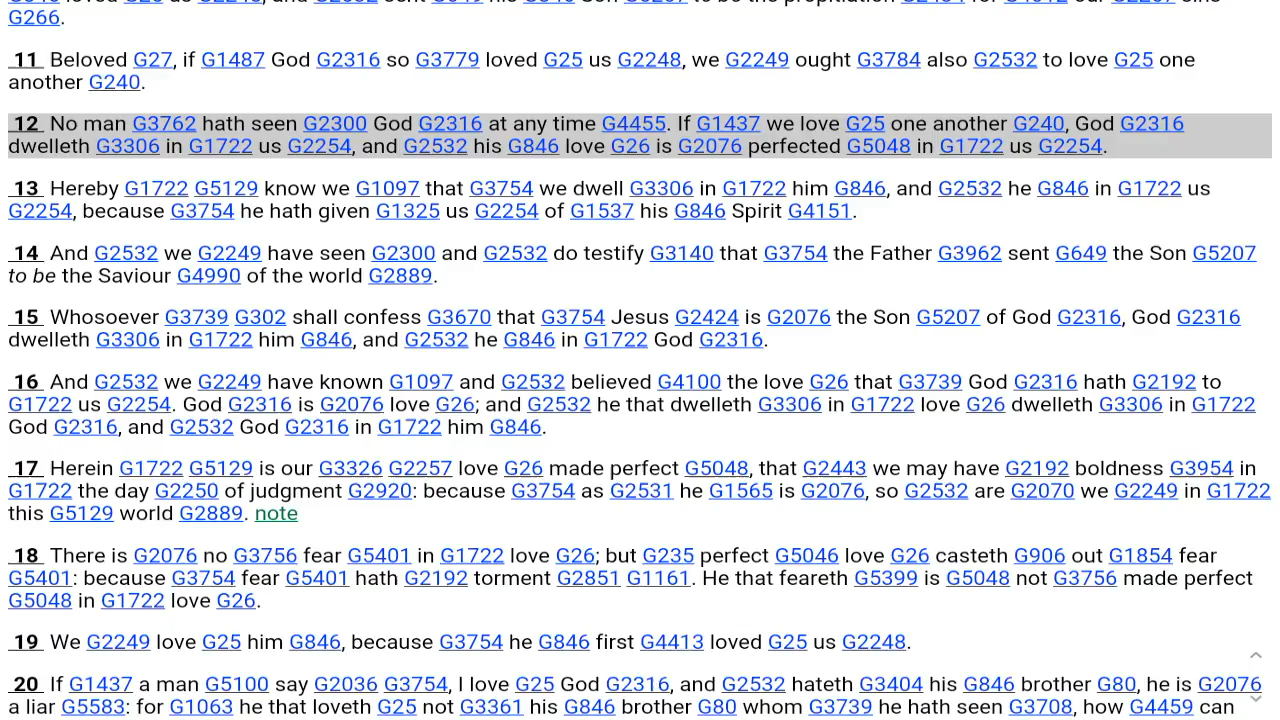 G266.
11 Beloved G27, if G1487 God G2316 so G3779 loved G25 us G2248, we G2249 ought G3784 also G2532 to love G25 one
another G240.
12 No man G3762 hath seen G2300 God G2316 at any time G4455. If G1437 we love G25 one another G240, God G2316
dwelleth G3306 in G1722 us G2254, and G2532 his G846 love G26 is G2076 perfected G5048 in G1722 us G2254.
13 Hereby G1722 G5129 know we G1097 that G3754 we dwell G3306 in G1722 him G846, and G2532 he G846 in G1722 us
G2254, because G3754 he hath given G1325 us G2254 of G1537 his G846 Spirit G4151.
14 And G2532 we G2249 have seen G2300 and G2532 do testify G3140 that G3754 the Father G3962 sent G649 the Son G5207
to be the Saviour G4990 of the world G2889.
15 Whosoever G3739 G302 shall confess G3670 that G3754 Jesus G2424 is G2076 the Son G5207 of God G2316, God G2316
dwelleth G3306 in G1722 him G846, and G2532 he G846 in G1722 God G2316.
16 And G2532 we G2249 have known G1097 and G2532 believed G4100 the love G26 that G3739 God G2316 hath G2192 to
G1722 us G2254. God G2316 is G2076 love G26; and G2532 he that dwelleth G3306 in G1722 love G26 dwelleth G3306 in G1722
God G2316, and G2532 God G2316 in G1722 him G846.
17 Herein G1722 G5129 is our G3326 G2257 love G26 made perfect G5048, that G2443 we may have G2192 boldness G3954 in
G1722 the day G2250 of judgment G2920: because G3754 as G2531 he G1565 is G2076, so G2532 are G2070 we G2249 in G1722
this G5129 world G2889. note
18 There is G2076 no G3756 fear G5401 in G1722 love G26; but G235 perfect G5046 love G26 casteth G906 out G1854 fear
G5401: because G3754 fear G5401 hath G2192 torment G2851 G1161. He that feareth G5399 is G5048 not G3756 made perfect
G5048 in G1722 love G26.
19 We G2249 love G25 him G846, because G3754 he G846 first G4413 loved G25 us G2248.
20 If G1437 a man G5100 say G2036 G3754, I love G25 God G2316, and G2532 hateth G3404 his G846 brother G80, he is G2076
a liar G5583: for G1063 he that loveth G25 not G3361 his G846 brother G80 whom G3739 he hath seen G3708, how G4459 can